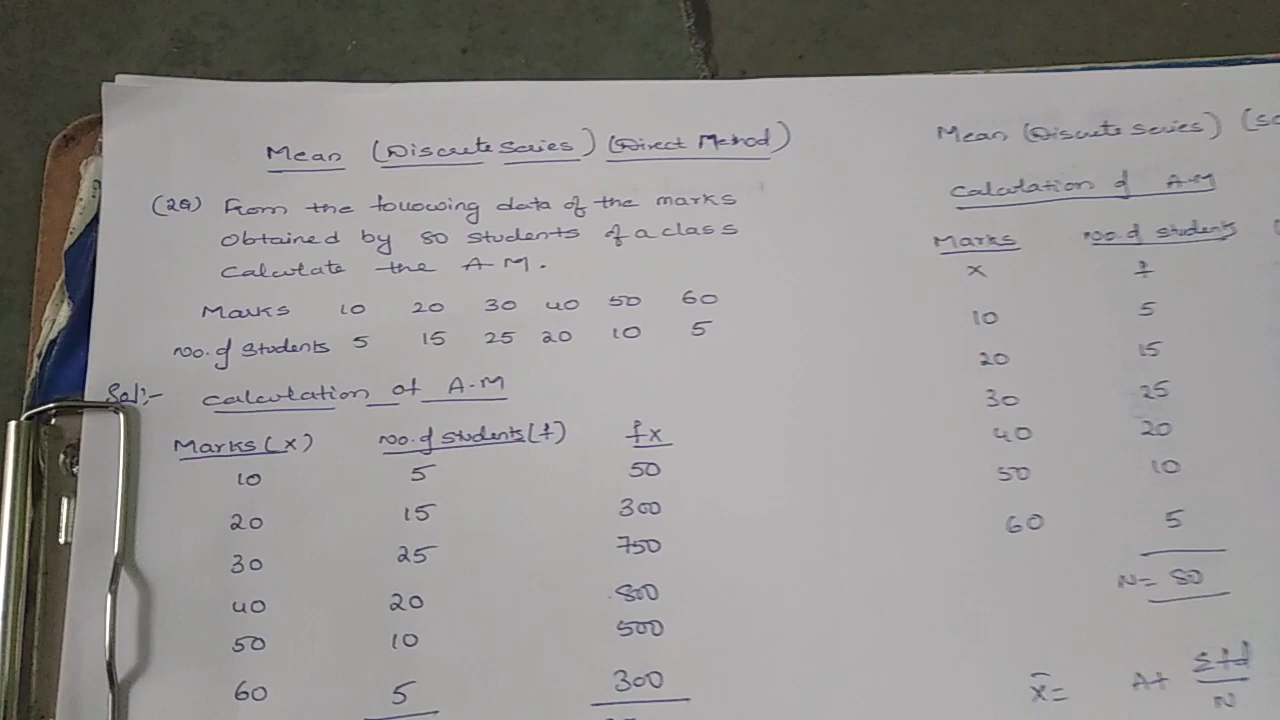 Mean (Discrete Series) (Direct Method)
(2Q) From the following data of the marks
Obtained by 80 students of a class
Calculate the A.M.
Marks 10 20 30 40 50 60
No. of Students 5 15 25 20 10 5
Sol:- Calculation of A.M
Marks (x) No. of students (f) fx
10 5 50
20 15 300
30 25 750
40 20 800
50 10 500
60 5 300
Mean (Discrete Series)
Calculation of A.M
Marks No. of students
x f
10 5
20 15
30 25
40 20
50 10
60 5
N= 80
x̄= A+ Σfd/N